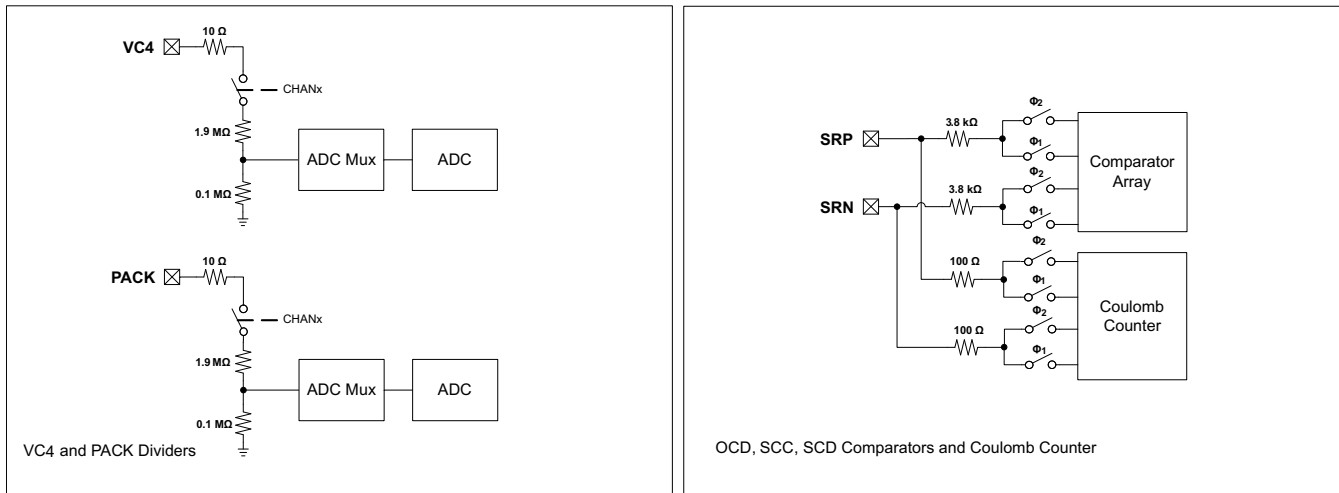 10 Ω
VC4
CHANx
1.9 MΩ
ADC Mux
ADC
0.1 MΩ
10 Ω
PACK
CHANx
1.9 MΩ
ADC Mux
ADC
0.1 MΩ
VC4 and PACK Dividers
Φ2
3.8 kΩ
SRP
Φ1
Comparator
Array
Φ2
3.8 kΩ
SRN
Φ1
Φ2
100 Ω
Φ1
Coulomb
Counter
Φ2
100 Ω
Φ1
OCD, SCC, SCD Comparators and Coulomb Counter